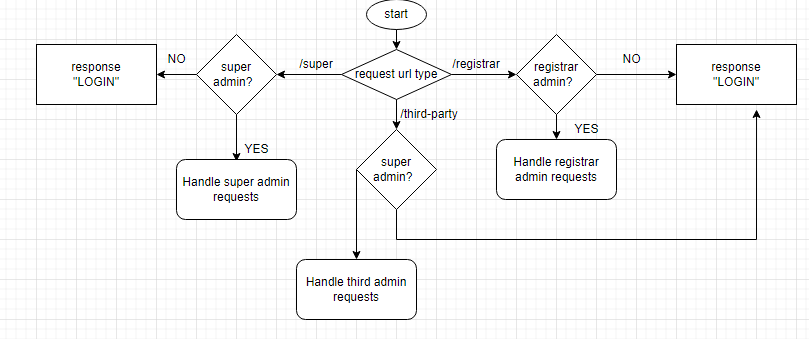 start
request url type
/super
/registrar
/third-party
super
admin?
NO
response
"LOGIN"
YES
Handle super admin
requests
registrar
admin?
NO
response
"LOGIN"
YES
Handle registrar
admin requests
super
admin?
Handle third admin
requests